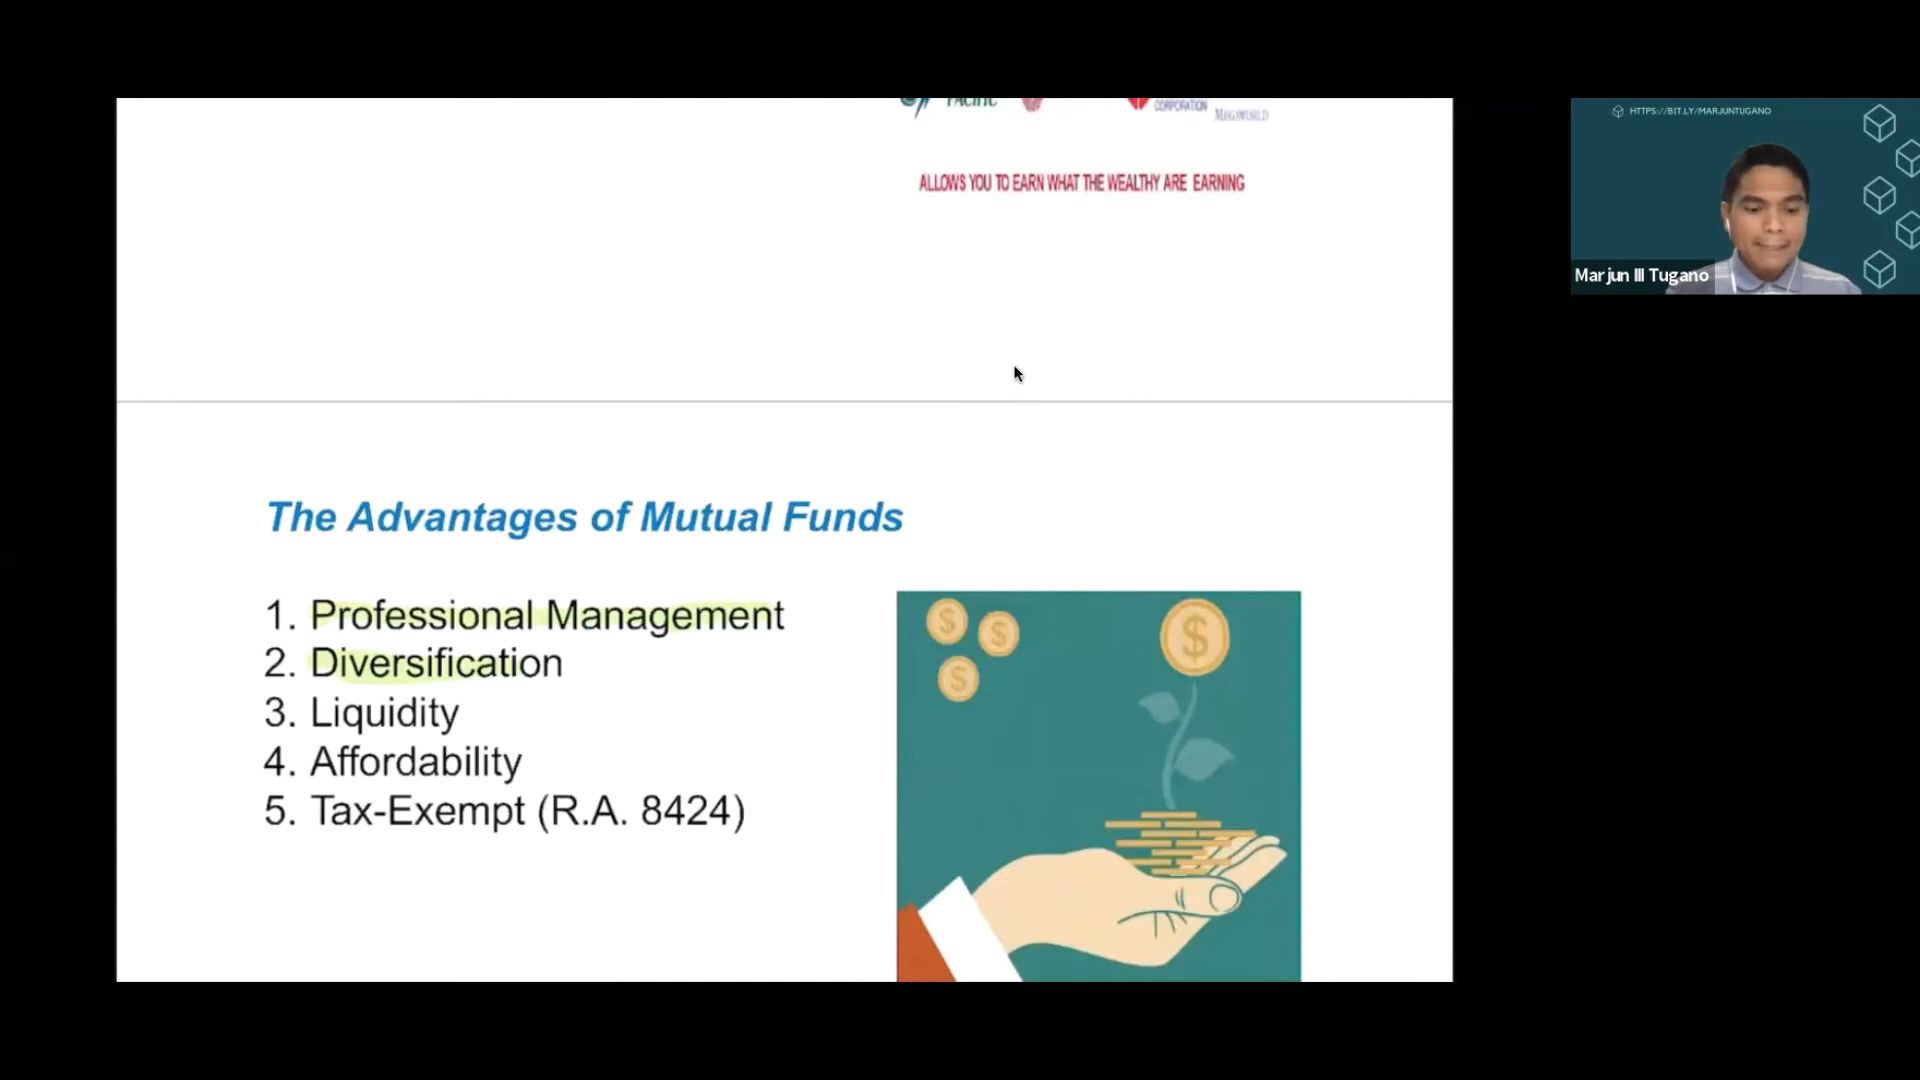 PACIFIC
CORPORATION
MEGAWORLD
ALLOWS YOU TO EARN WHAT THE WEALTHY ARE EARNING
HTTPS://BIT.LY/MARJUNTUGANO
Marjun III Tugano
The Advantages of Mutual Funds
1. Professional Management
2. Diversification
3. Liquidity
4. Affordability
5. Tax-Exempt (R.A. 8424)
$
$
$
$